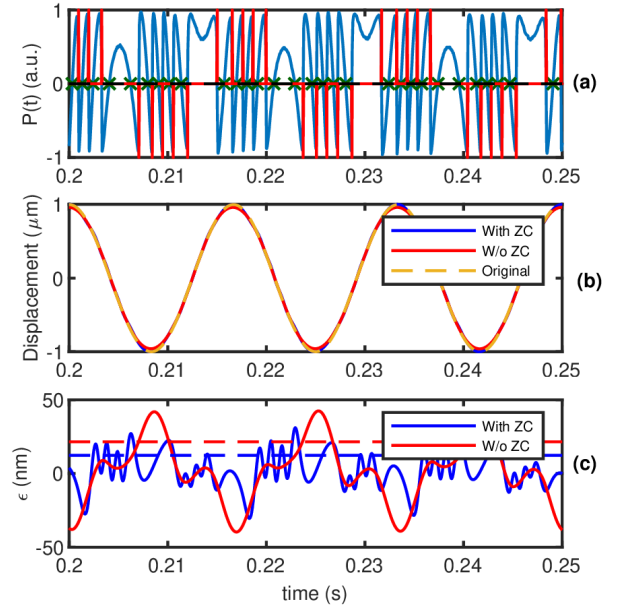 1
0
-1
P(t) (a.u.)
(a)
0.2 0.21 0.22 0.23 0.24 0.25
1
0
-1
Displacement (μm)
With ZC
W/o ZC
Original
(b)
0.2 0.21 0.22 0.23 0.24 0.25
50
0
-50
ϵ (nm)
With ZC
W/o ZC
(c)
0.2 0.21 0.22 0.23 0.24 0.25
time (s)